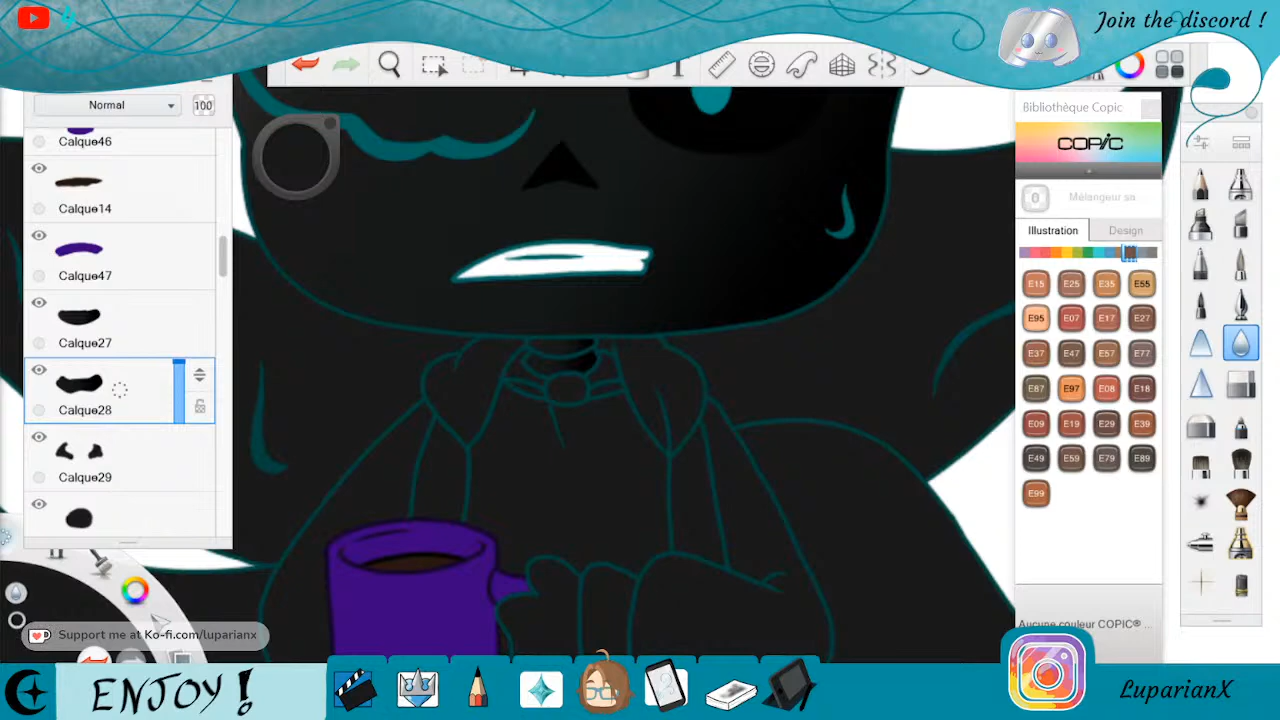 Join the discord !
Normal
100
Calque46
Calque14
Calque47
Calque27
Calque28
Calque29
Bibliothèque Copic
COPIC
0
Mélangeur sa
Illustration
Design
E15 E25 E35 E55
E95 E07 E17 E27
E37 E47 E57 E77
E87 E97 E08 E18
E09 E19 E29 E39
E49 E59 E79 E89
E99
Aucune couleur COPIC® ...
Support me at Ko-fi.com/luparianx
ENJOY !
LuparianX